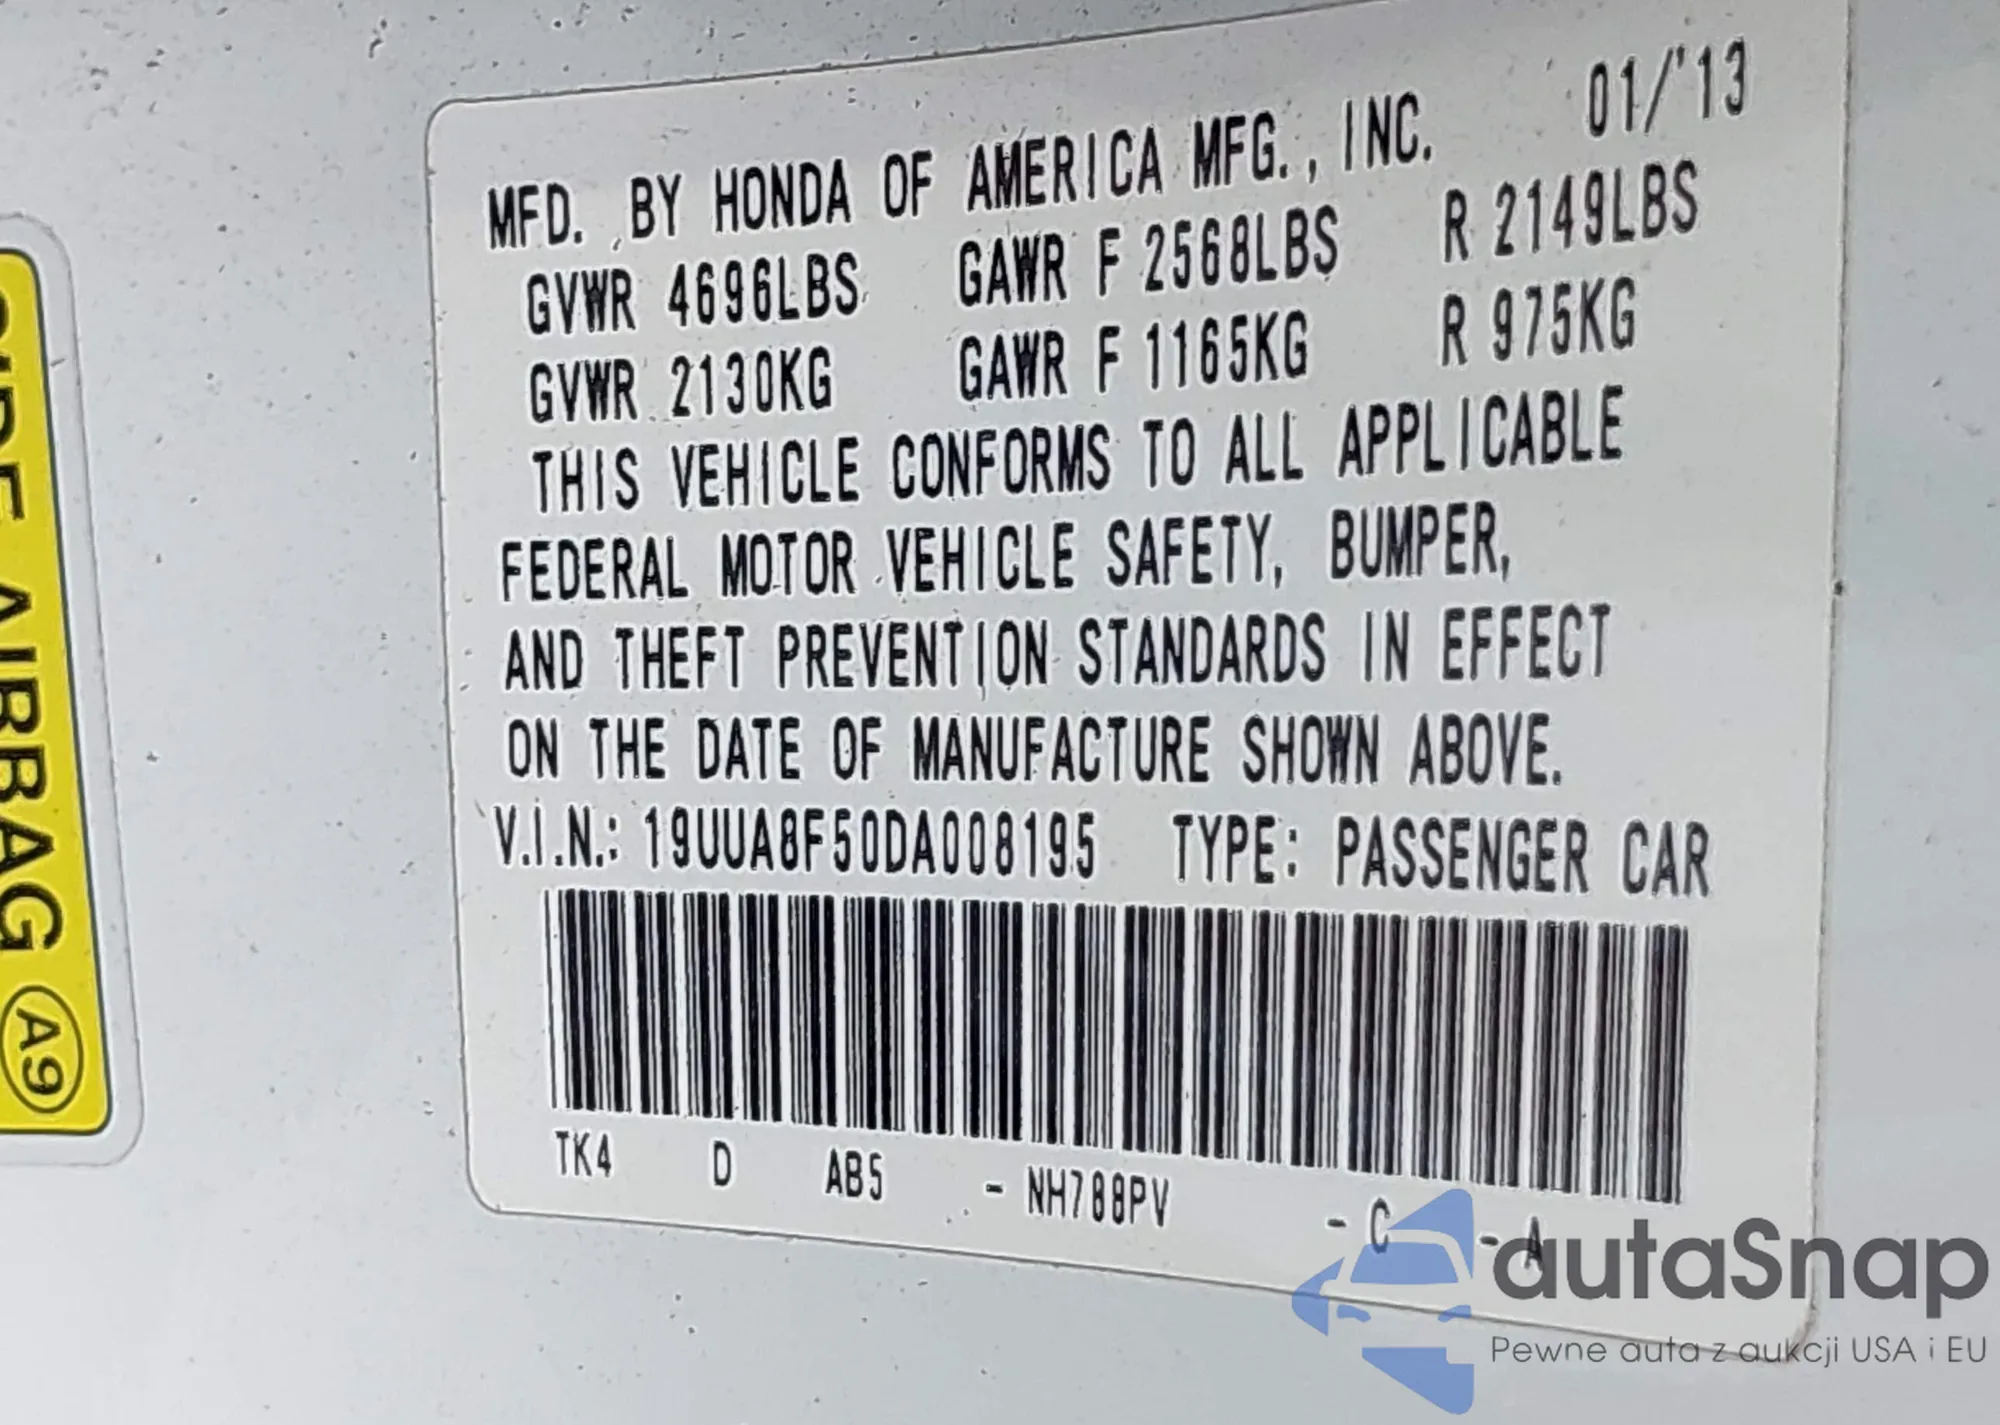 MFD. BY HONDA OF AMERICA MFG., INC. 01/'13
GVWR 4696LBS GAWR F 2568LBS R 2149LBS
GVWR 2130KG GAWR F 1165KG R 975KG
THIS VEHICLE CONFORMS TO ALL APPLICABLE
FEDERAL MOTOR VEHICLE SAFETY, BUMPER,
AND THEFT PREVENTION STANDARDS IN EFFECT
ON THE DATE OF MANUFACTURE SHOWN ABOVE.
V.I.N.: 19UUA8F50DA008195 TYPE: PASSENGER CAR
TK4 D AB5 - NH788PV - C - A
SIDE AIRBAG A9
autaSnap
Pewne auta z aukcji USA i EU